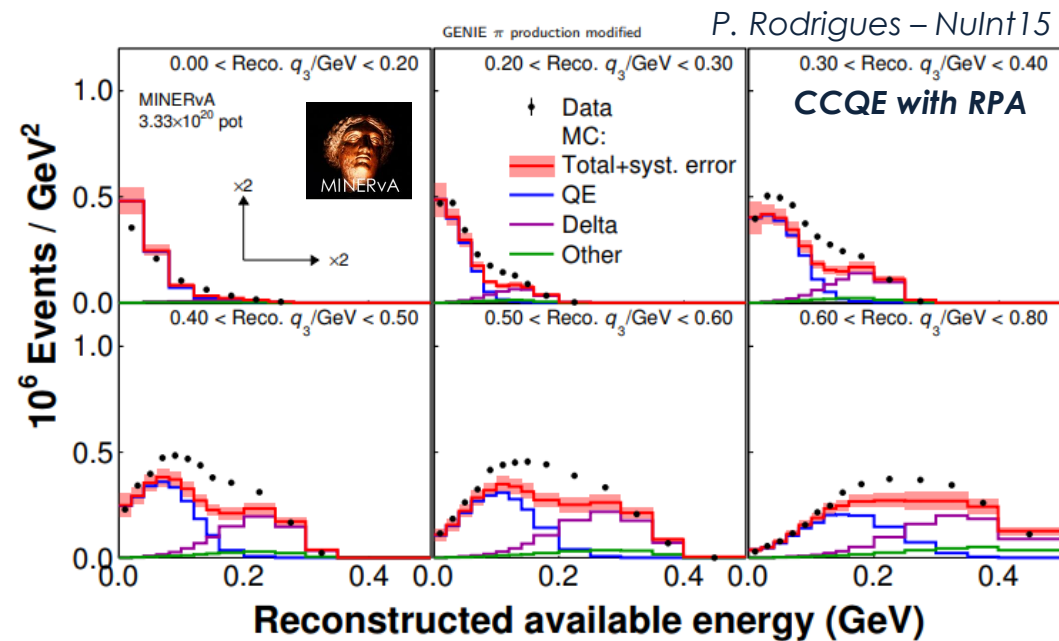 P. Rodrigues – NuInt15
GENIE π production modified
0.00 < Reco. q3/GeV < 0.20
0.20 < Reco. q3/GeV < 0.30
0.30 < Reco. q3/GeV < 0.40
CCQE with RPA
MINERvA
3.33×10²⁰ pot
MINERvA
×2
×2
Data
MC:
Total+syst. error
QE
Delta
Other
1.0
0.5
0.0
0.40 < Reco. q3/GeV < 0.50
0.50 < Reco. q3/GeV < 0.60
0.60 < Reco. q3/GeV < 0.80
1.0
0.5
0.0
10⁶ Events / GeV²
0.0 0.2 0.4 0.0 0.2 0.4 0.0 0.2 0.4
Reconstructed available energy (GeV)